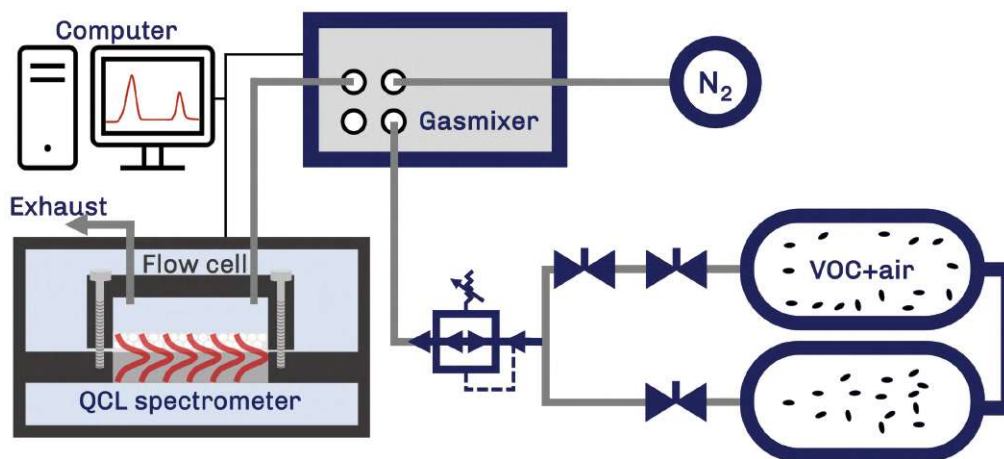 Computer
N₂
Gasmixer
Exhaust
Flow cell
VOC+air
QCL spectrometer